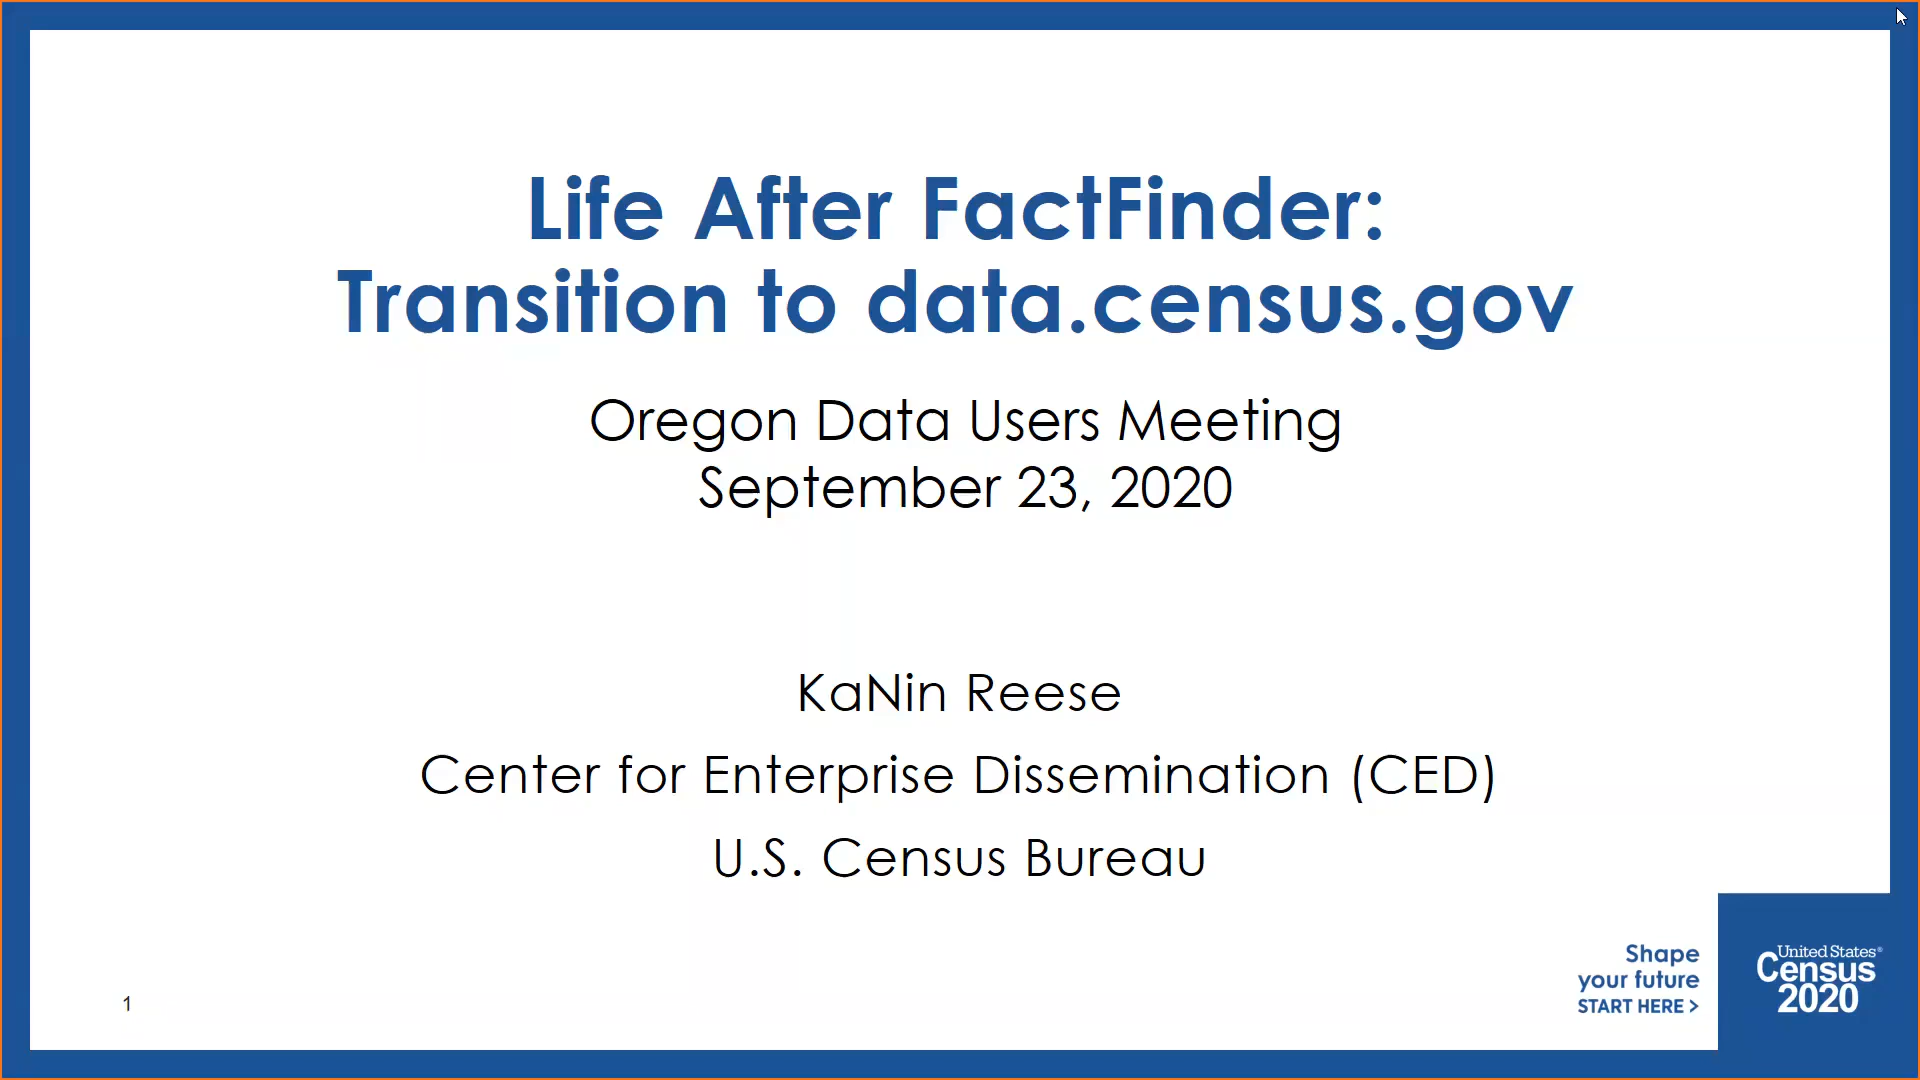 Life After FactFinder:
Transition to data.census.gov
Oregon Data Users Meeting
September 23, 2020
KaNin Reese
Center for Enterprise Dissemination (CED)
U.S. Census Bureau
Shape
your future
START HERE >
United States®
Census
2020
1